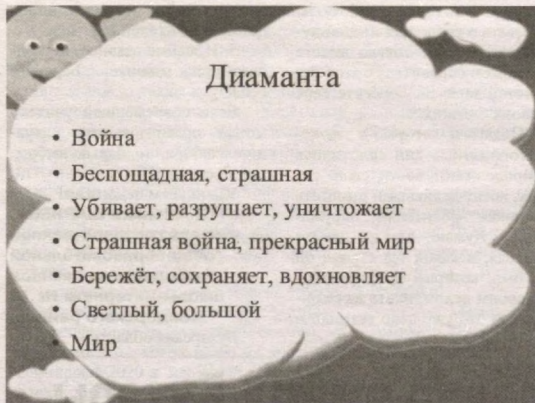 Диаманта
• Война
• Беспощадная, страшная
• Убивает, разрушает, уничтожает
• Страшная война, прекрасный мир
• Бережёт, сохраняет, вдохновляет
• Светлый, большой
• Мир